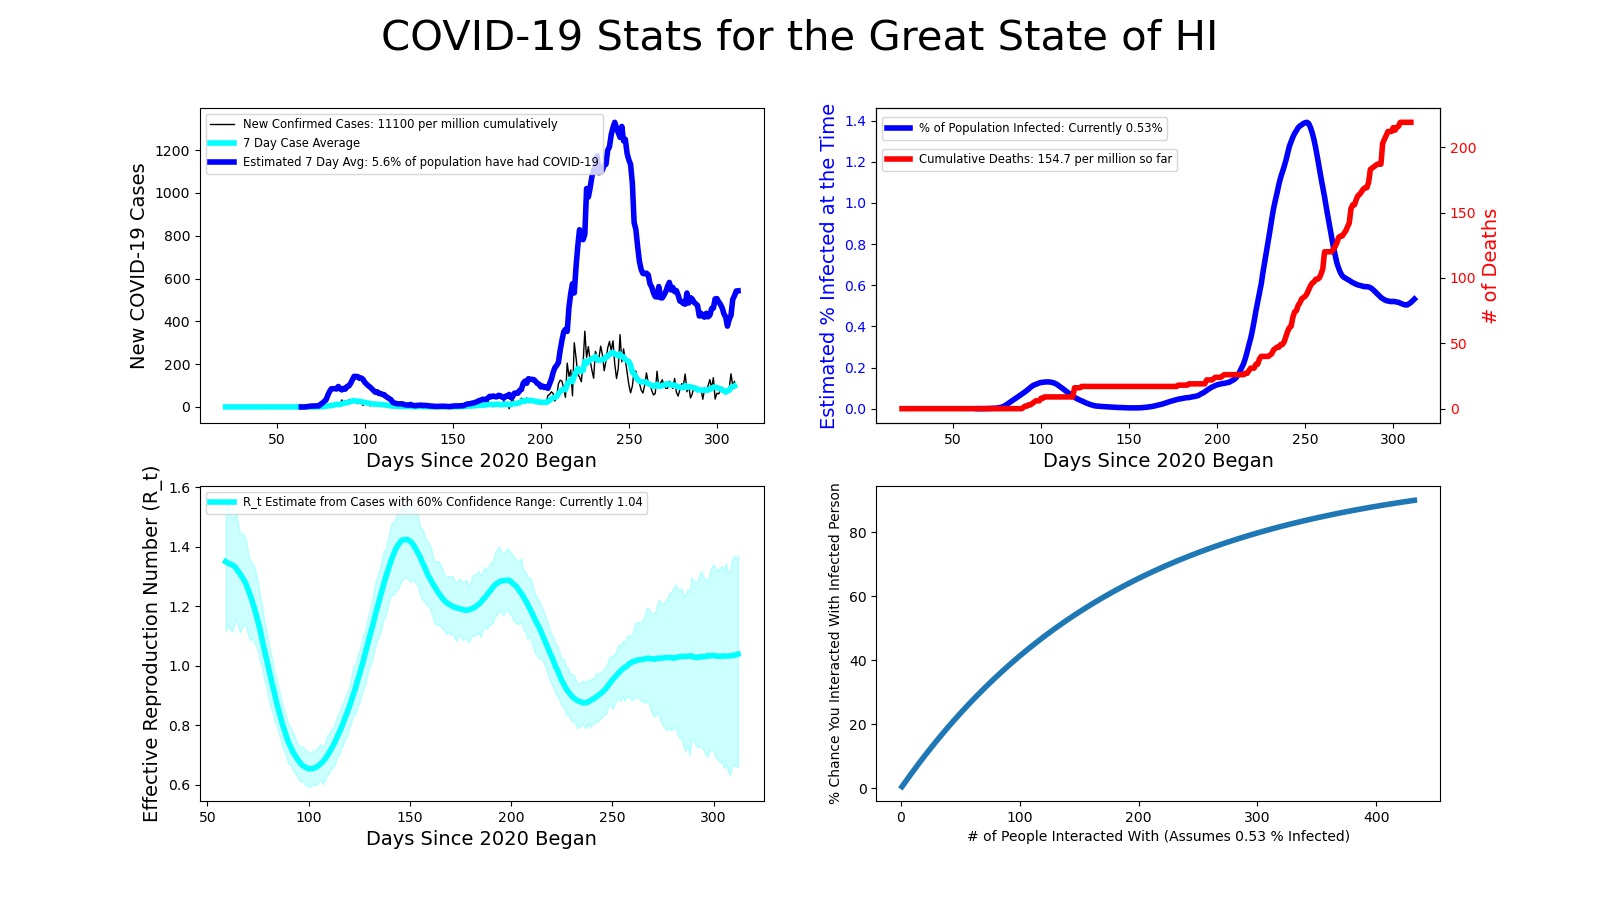 COVID-19 Stats for the Great State of HI
New COVID-19 Cases
1200
1000
800
600
400
200
0
New Confirmed Cases: 11100 per million cumulatively
7 Day Case Average
Estimated 7 Day Avg: 5.6% of population have had COVID-19
50 100 150 200 250 300
Days Since 2020 Began
Estimated % Infected at the Time
1.4
1.2
1.0
0.8
0.6
0.4
0.2
0.0
% of Population Infected: Currently 0.53%
Cumulative Deaths: 154.7 per million so far
200
150
100
50
0
# of Deaths
50 100 150 200 250 300
Days Since 2020 Began
Effective Reproduction Number (R_t)
1.6
1.4
1.2
1.0
0.8
0.6
R_t Estimate from Cases with 60% Confidence Range: Currently 1.04
50 100 150 200 250 300
Days Since 2020 Began
% Chance You Interacted With Infected Person
80
60
40
20
0
0 100 200 300 400
# of People Interacted With (Assumes 0.53 % Infected)